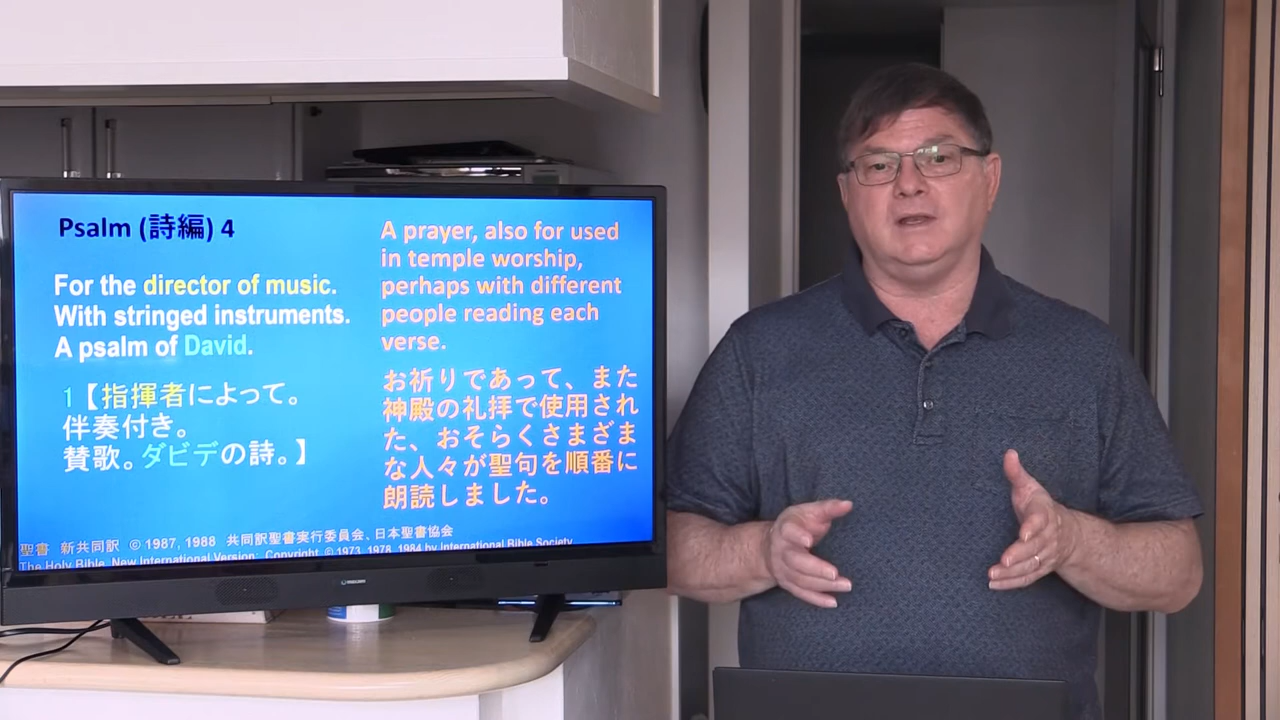 Psalm (詩編) 4
For the director of music.
With stringed instruments.
A psalm of David.
1【指揮者によって。
伴奏付き。
賛歌。ダビデの詩。】
A prayer, also for used
in temple worship,
perhaps with different
people reading each
verse.
お祈りであって、また
神殿の礼拝で使用され
た、おそらくさまざま
な人々が聖句を順番に
朗読しました。
聖書 新共同訳 ©1987, 1988 共同訳聖書実行委員会、日本聖書協会
The Holy Bible, New International Version; Copyright © 1973, 1978, 1984 by International Bible Society